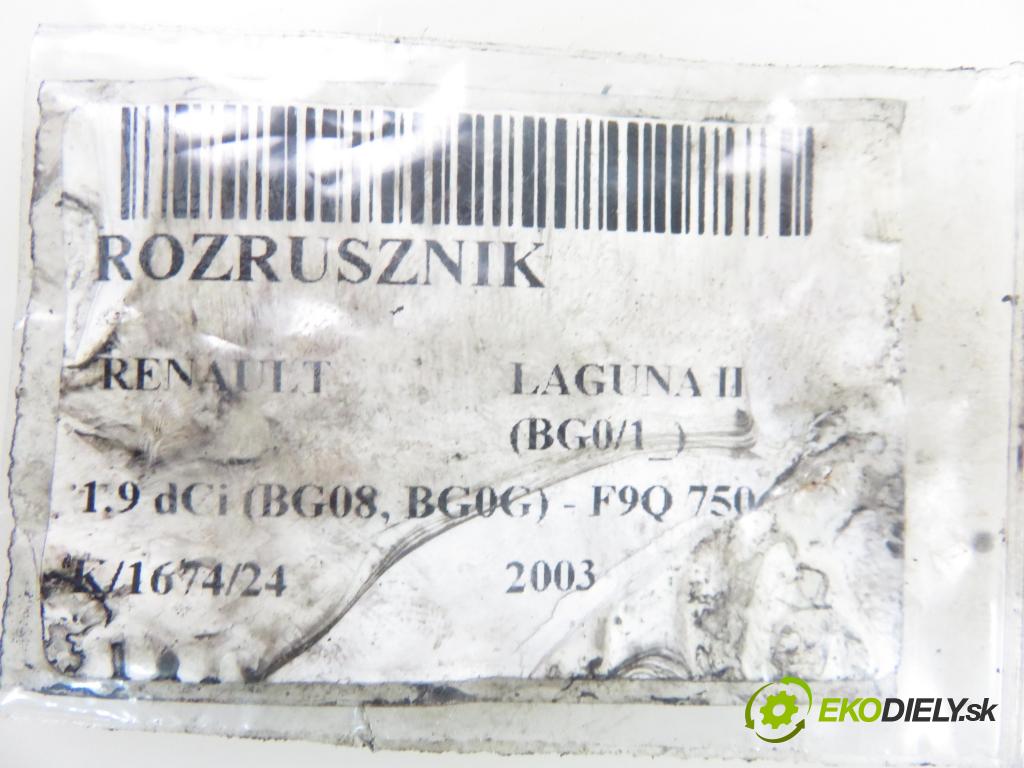 ROZRUSZNIK
RENAULT LAGUNA II
(BG0/1_)
1.9 dCi (BG08, BG0G) - F9Q 750
K/1674/24 2003
EKODIELY.sk